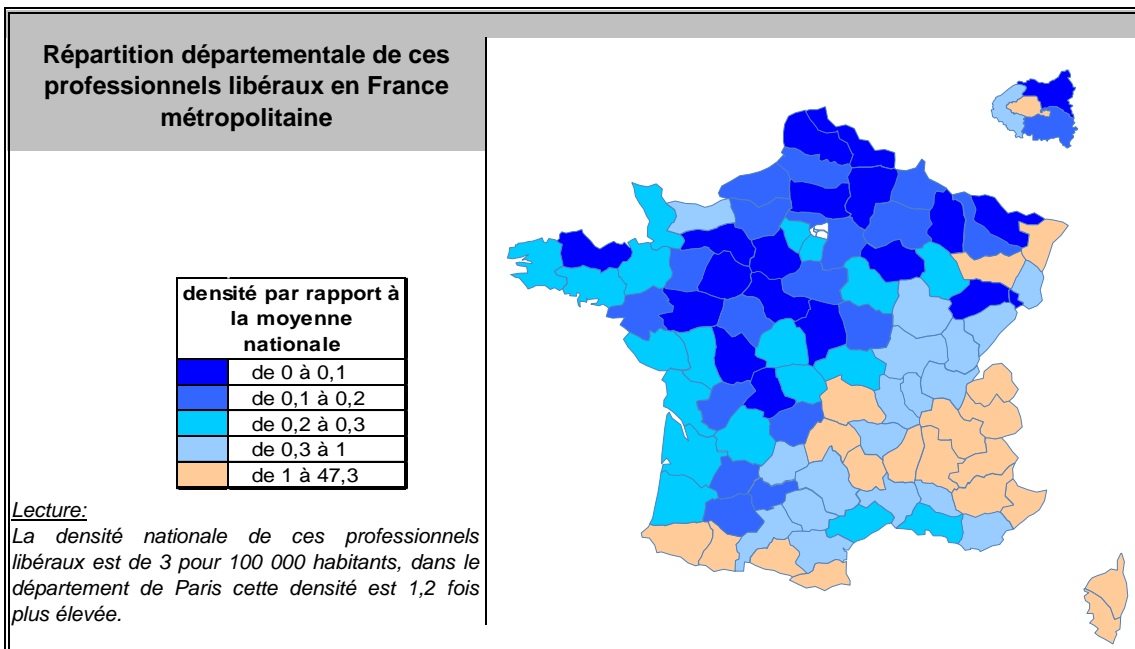 Répartition départementale de ces
professionnels libéraux en France
métropolitaine
densité par rapport à
la moyenne
nationale
de 0 à 0,1
de 0,1 à 0,2
de 0,2 à 0,3
de 0,3 à 1
de 1 à 47,3
Lecture:
La densité nationale de ces professionnels
libéraux est de 3 pour 100 000 habitants, dans le
département de Paris cette densité est 1,2 fois
plus élevée.